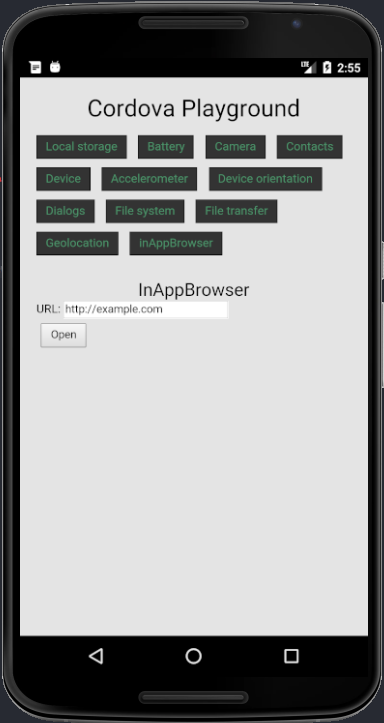 LTE 2:55
Cordova Playground
Local storage Battery Camera Contacts
Device Accelerometer Device orientation
Dialogs File system File transfer
Geolocation inAppBrowser
InAppBrowser
URL: http://example.com
Open